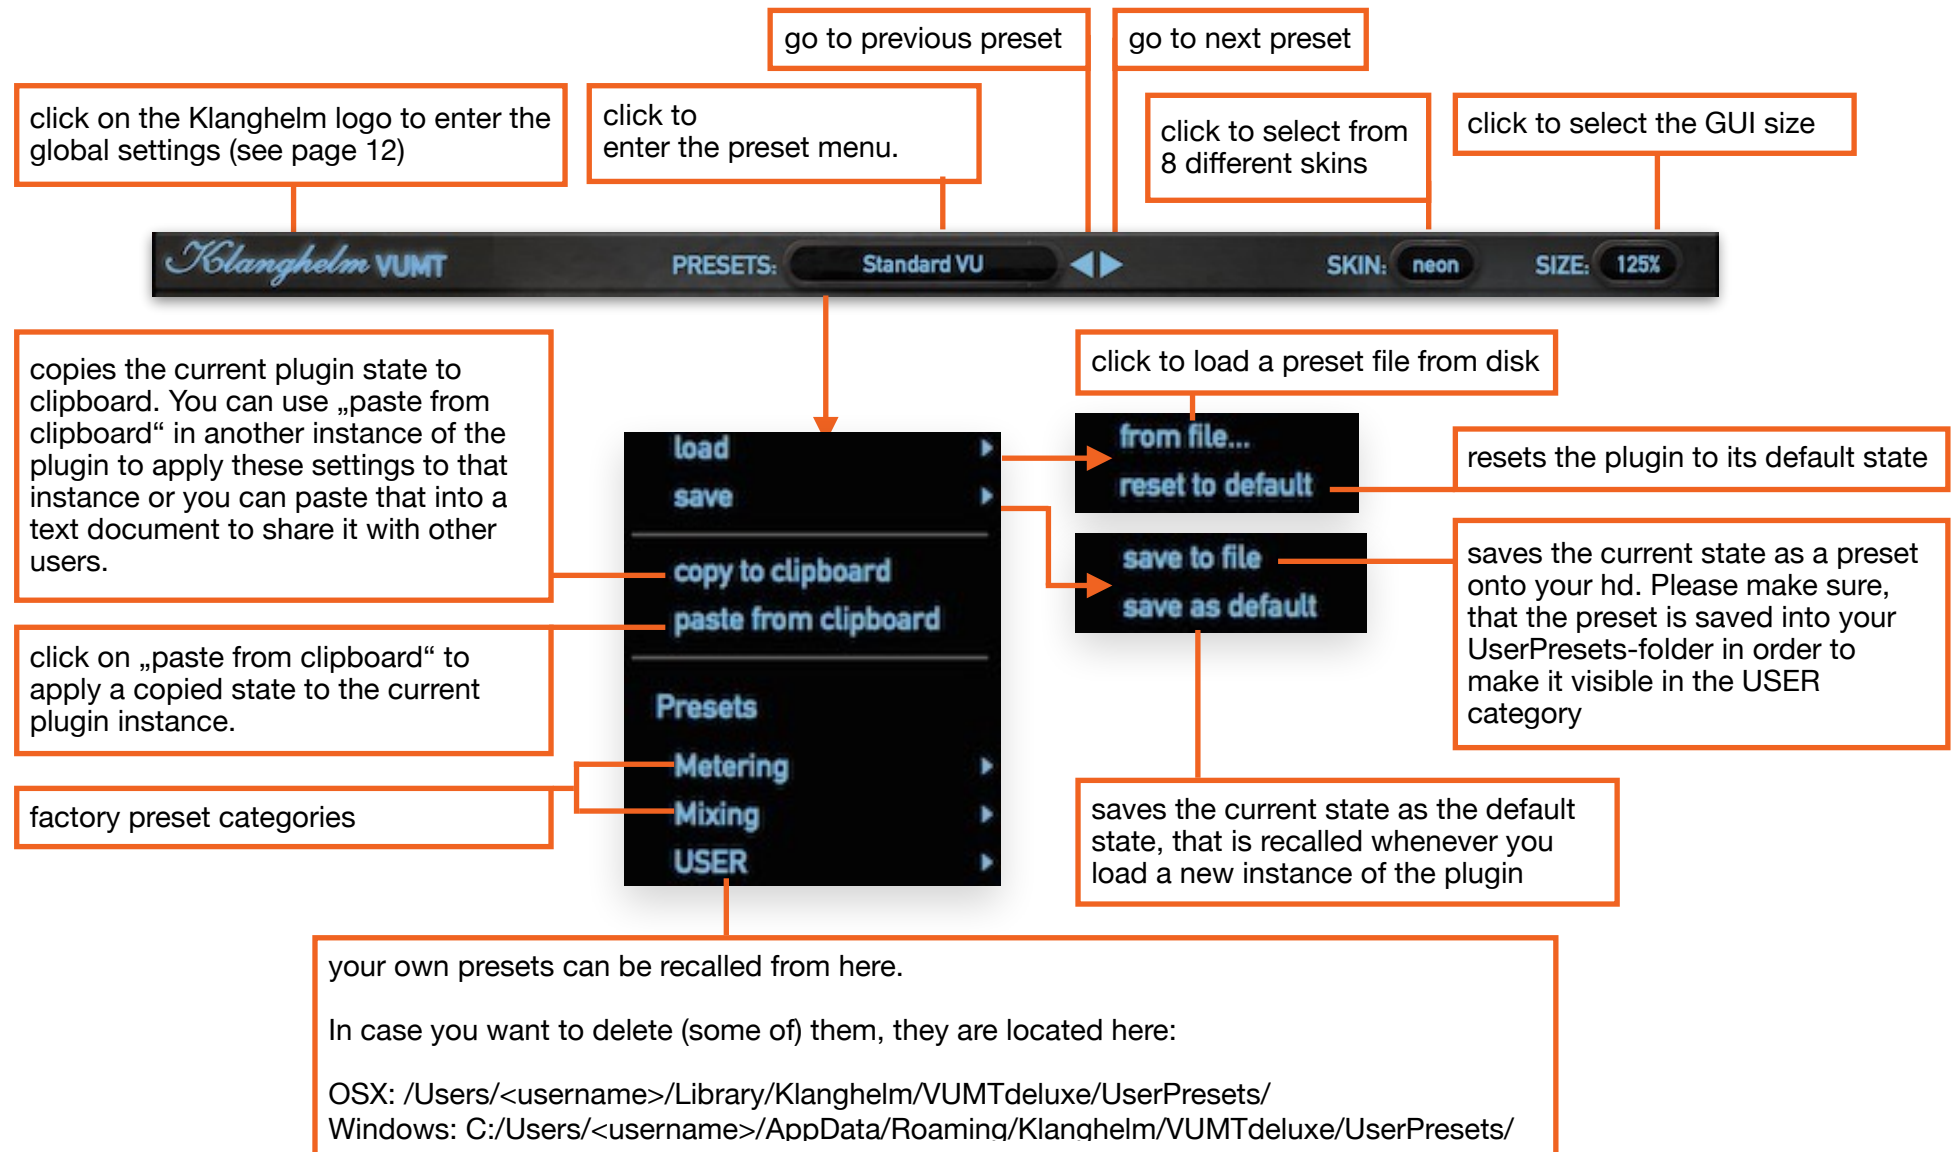 go to previous preset
go to next preset
click on the Klanghelm logo to enter the
global settings (see page 12)
click to
enter the preset menu.
click to select from
8 different skins
click to select the GUI size
Klanghelm VUMT
PRESETS:
Standard VU
SKIN:
neon
SIZE:
125%
copies the current plugin state to
clipboard. You can use „paste from
clipboard“ in another instance of the
plugin to apply these settings to that
instance or you can paste that into a
text document to share it with other
users.
click on „paste from clipboard“ to
apply a copied state to the current
plugin instance.
factory preset categories
load
save
copy to clipboard
paste from clipboard
Presets
Metering
Mixing
USER
click to load a preset file from disk
from file...
reset to default
resets the plugin to its default state
save to file
save as default
saves the current state as a preset
onto your hd. Please make sure,
that the preset is saved into your
UserPresets-folder in order to
make it visible in the USER
category
saves the current state as the default
state, that is recalled whenever you
load a new instance of the plugin
your own presets can be recalled from here.
In case you want to delete (some of) them, they are located here:
OSX: /Users/<username>/Library/Klanghelm/VUMTdeluxe/UserPresets/
Windows: C:/Users/<username>/AppData/Roaming/Klanghelm/VUMTdeluxe/UserPresets/